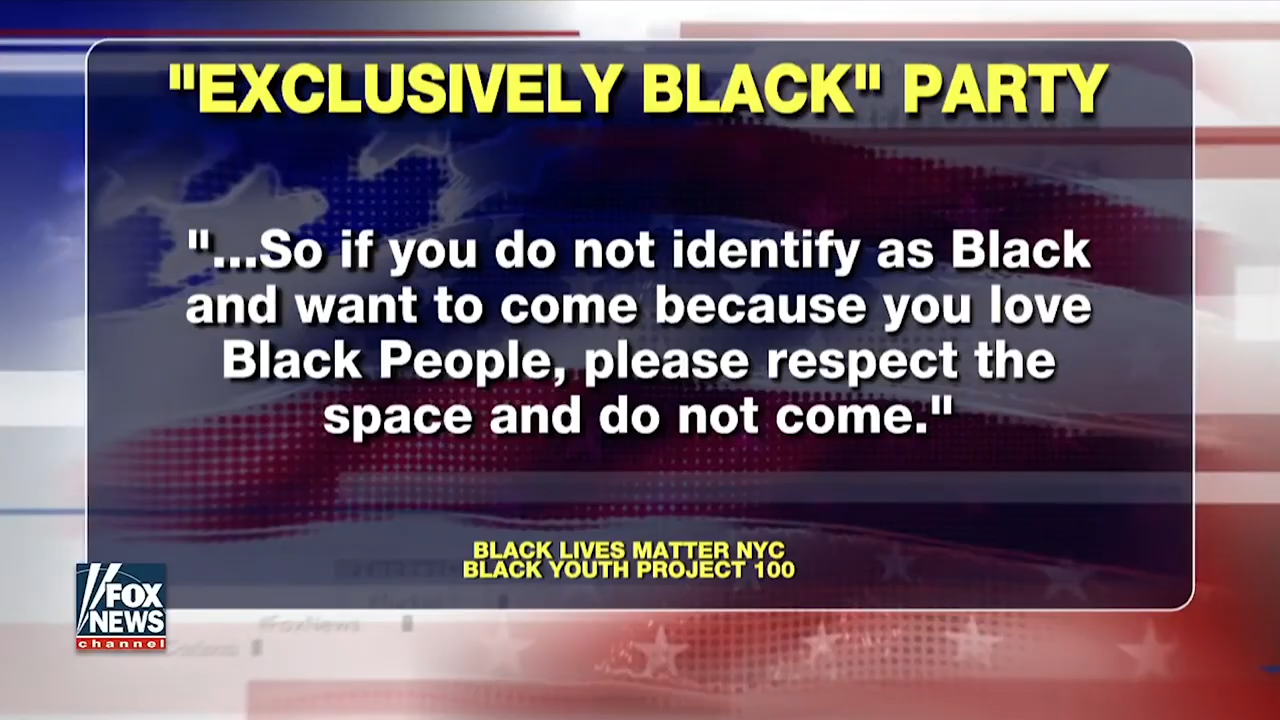 "EXCLUSIVELY BLACK" PARTY
"...So if you do not identify as Black
and want to come because you love
Black People, please respect the
space and do not come."
BLACK LIVES MATTER NYC
BLACK YOUTH PROJECT 100
FOX
NEWS
channel